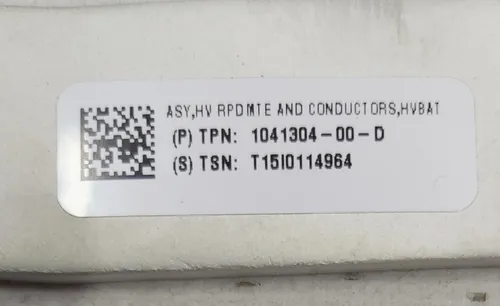 ASY,HV RPDMTE AND CONDUCTORS,HVBAT
(P) TPN: 1041304-00-D
(S) TSN: T15I0114964